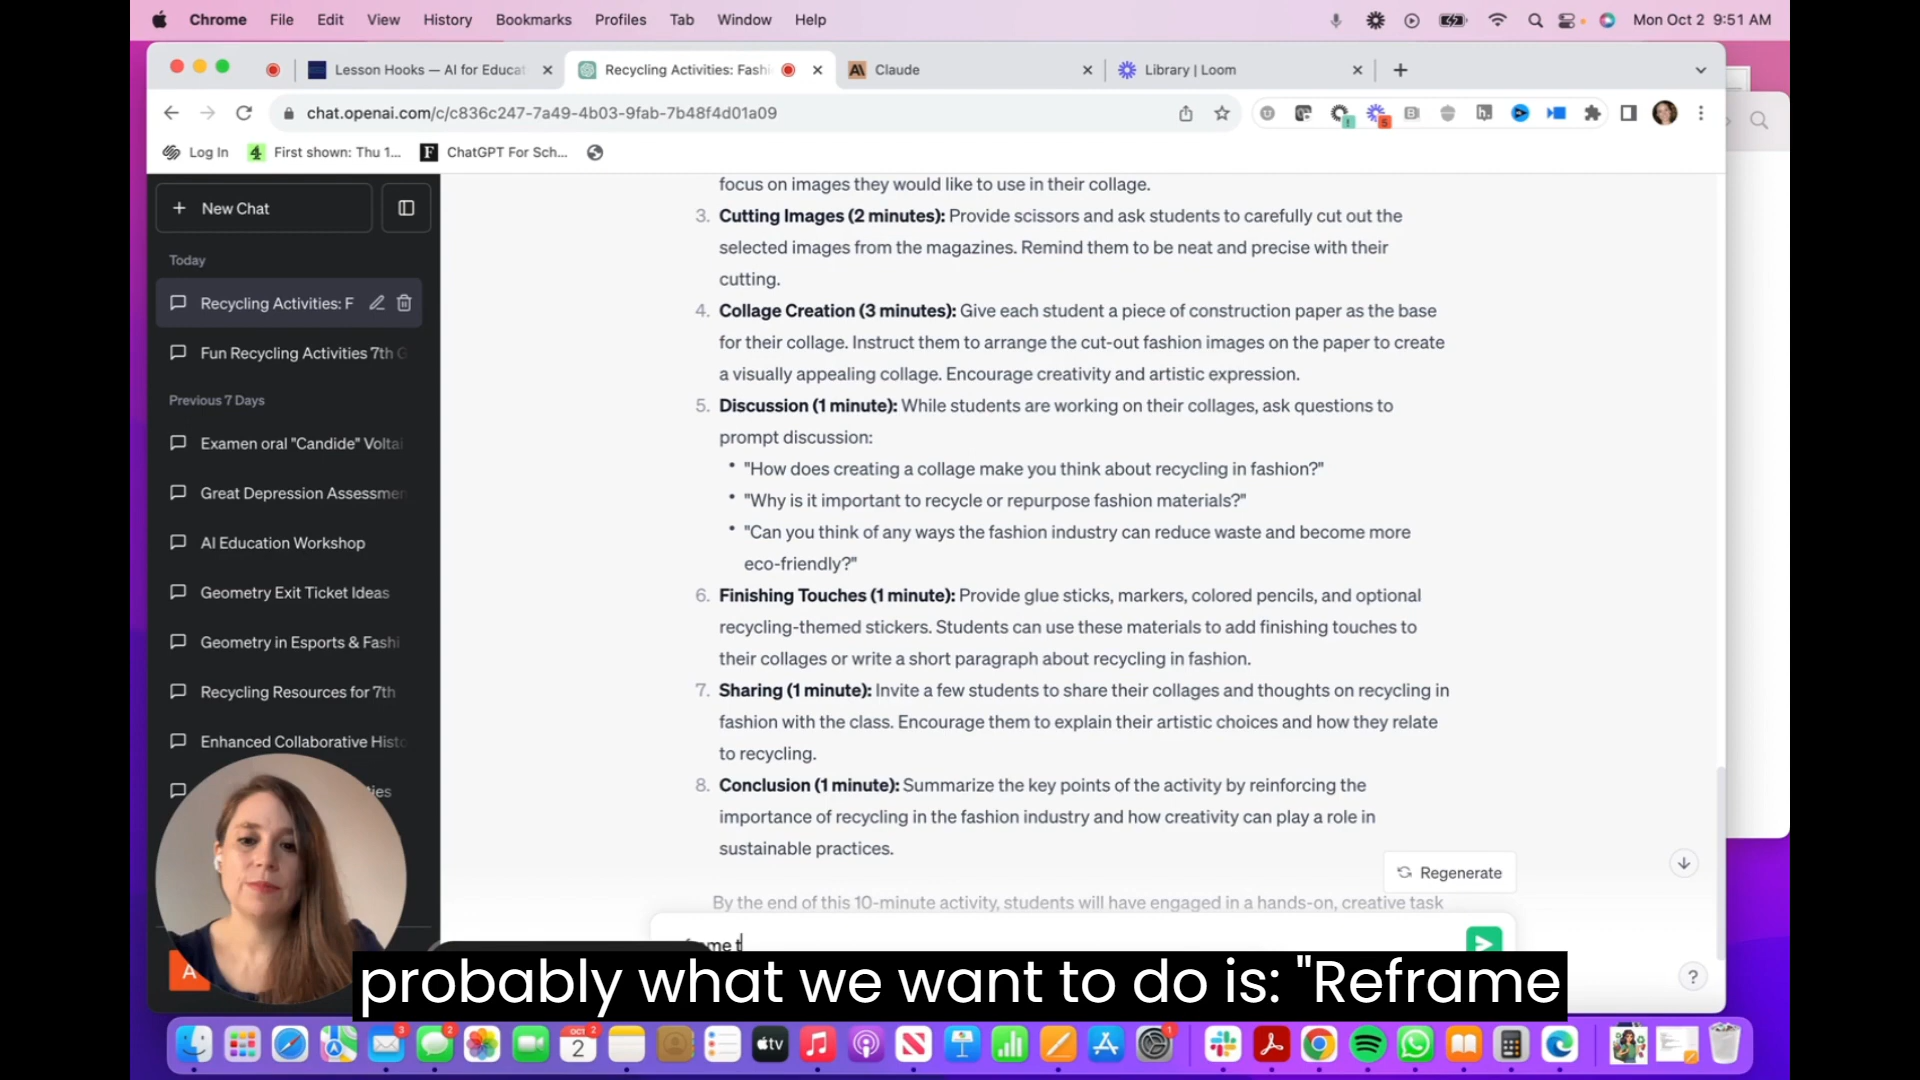 Chrome File Edit View History Bookmarks Profiles Tab Window Help Mon Oct 2 9:51 AM
Lesson Hooks — AI for Educat Recycling Activities: Fashi Claude Library | Loom
chat.openai.com/c/c836c247-7a49-4b03-9fab-7b48f4d01a09
Log In 4 First shown: Thu 1... F ChatGPT For Sch...
+ New Chat
Today
Recycling Activities: F
Fun Recycling Activities 7th G
Previous 7 Days
Examen oral "Candide" Voltai
Great Depression Assessmen
AI Education Workshop
Geometry Exit Ticket Ideas
Geometry in Esports & Fashi
Recycling Resources for 7th
Enhanced Collaborative Histo
ties
A
focus on images they would like to use in their collage.
3. Cutting Images (2 minutes): Provide scissors and ask students to carefully cut out the
selected images from the magazines. Remind them to be neat and precise with their
cutting.
4. Collage Creation (3 minutes): Give each student a piece of construction paper as the base
for their collage. Instruct them to arrange the cut-out fashion images on the paper to create
a visually appealing collage. Encourage creativity and artistic expression.
5. Discussion (1 minute): While students are working on their collages, ask questions to
prompt discussion:
• "How does creating a collage make you think about recycling in fashion?"
• "Why is it important to recycle or repurpose fashion materials?"
• "Can you think of any ways the fashion industry can reduce waste and become more
eco-friendly?"
6. Finishing Touches (1 minute): Provide glue sticks, markers, colored pencils, and optional
recycling-themed stickers. Students can use these materials to add finishing touches to
their collages or write a short paragraph about recycling in fashion.
7. Sharing (1 minute): Invite a few students to share their collages and thoughts on recycling in
fashion with the class. Encourage them to explain their artistic choices and how they relate
to recycling.
8. Conclusion (1 minute): Summarize the key points of the activity by reinforcing the
importance of recycling in the fashion industry and how creativity can play a role in
sustainable practices.
Regenerate
By the end of this 10-minute activity, students will have engaged in a hands-on, creative task
?
probably what we want to do is: "Reframe
3 2 OCT 2 2 tv 1